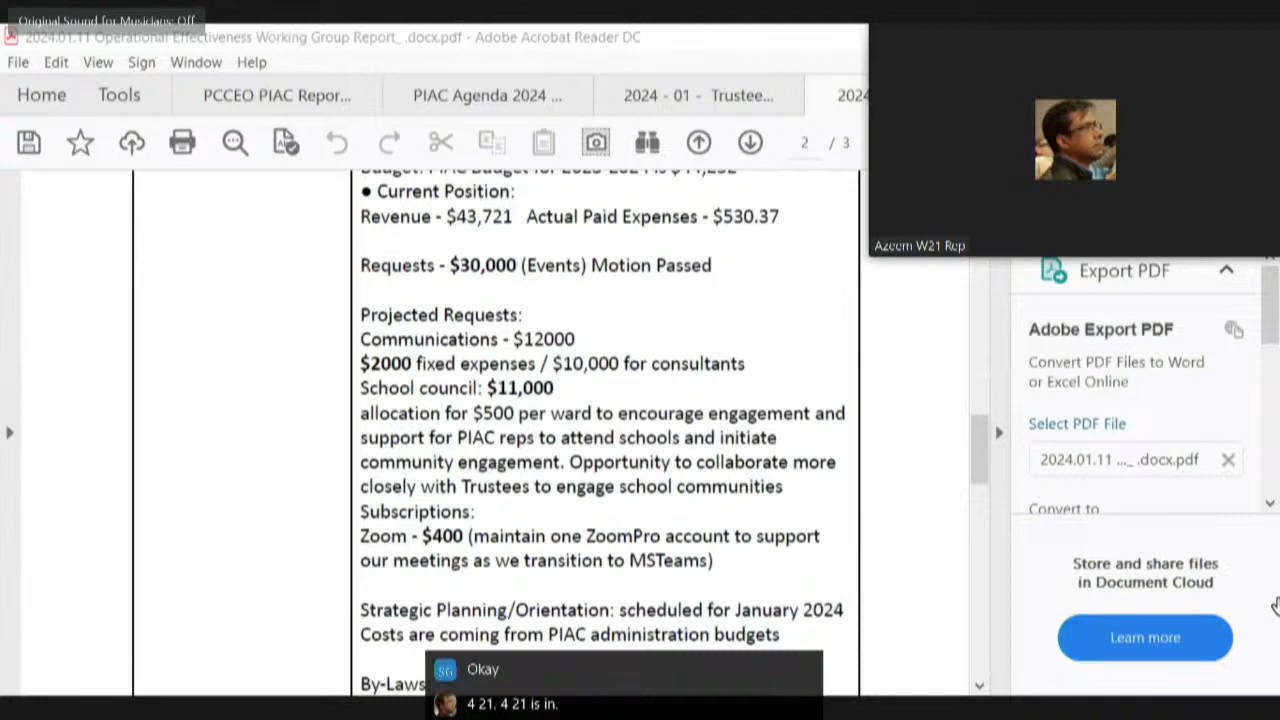 Original Sound for Musicians: Off
2024.01.11 Operational Effectiveness Working Group Report_ .docx.pdf - Adobe Acrobat Reader DC
File Edit View Sign Window Help
Home Tools PCCEO PIAC Repor... PIAC Agenda 2024 ... 2024 - 01 - Trustee... 2024
2 / 3
Azeem W21 Rep
● Current Position:
Revenue - $43,721 Actual Paid Expenses - $530.37
Requests - $30,000 (Events) Motion Passed
Projected Requests:
Communications - $12000
$2000 fixed expenses / $10,000 for consultants
School council: $11,000
allocation for $500 per ward to encourage engagement and
support for PIAC reps to attend schools and initiate
community engagement. Opportunity to collaborate more
closely with Trustees to engage school communities
Subscriptions:
Zoom - $400 (maintain one ZoomPro account to support
our meetings as we transition to MSTeams)
Strategic Planning/Orientation: scheduled for January 2024
Costs are coming from PIAC administration budgets
By-Laws
Export PDF
Adobe Export PDF
Convert PDF Files to Word
or Excel Online
Select PDF File
2024.01.11 ..._ .docx.pdf
Convert to
Store and share files
in Document Cloud
Learn more
SG Okay
4 21. 4 21 is in.